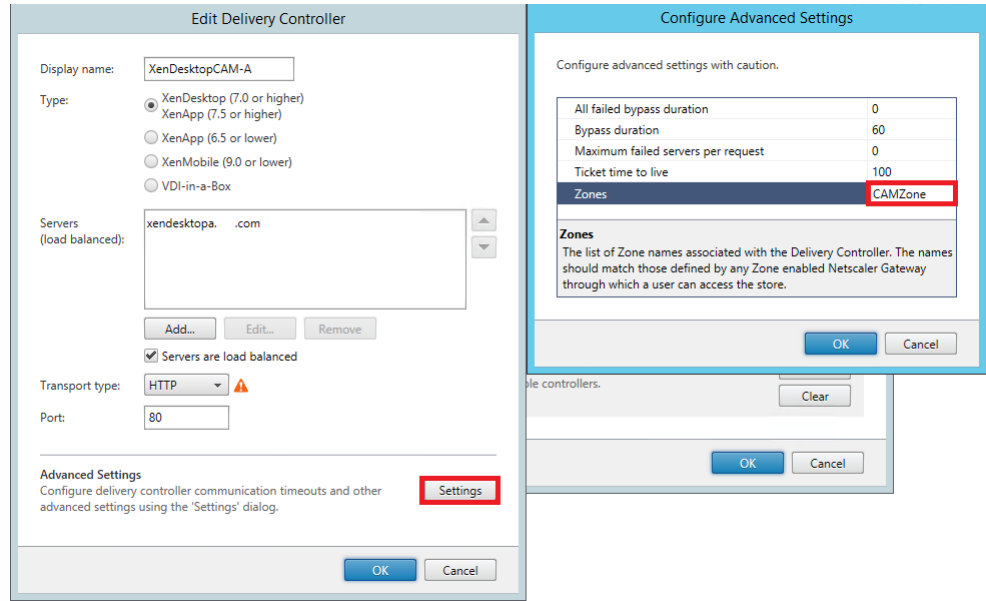 Edit Delivery Controller
Display name: XenDesktopCAM-A
Type: XenDesktop (7.0 or higher)
XenApp (7.5 or higher)
XenApp (6.5 or lower)
XenMobile (9.0 or lower)
VDI-in-a-Box
Servers
(load balanced):
xendesktopa. .com
Add... Edit... Remove
Servers are load balanced
Transport type: HTTP
Port: 80
Advanced Settings
Configure delivery controller communication timeouts and other
advanced settings using the 'Settings' dialog.
Settings
OK Cancel
Configure Advanced Settings
Configure advanced settings with caution.
All failed bypass duration 0
Bypass duration 60
Maximum failed servers per request 0
Ticket time to live 100
Zones CAMZone
Zones
The list of Zone names associated with the Delivery Controller. The names
should match those defined by any Zone enabled Netscaler Gateway
through which a user can access the store.
OK Cancel
controllers.
Clear
OK Cancel